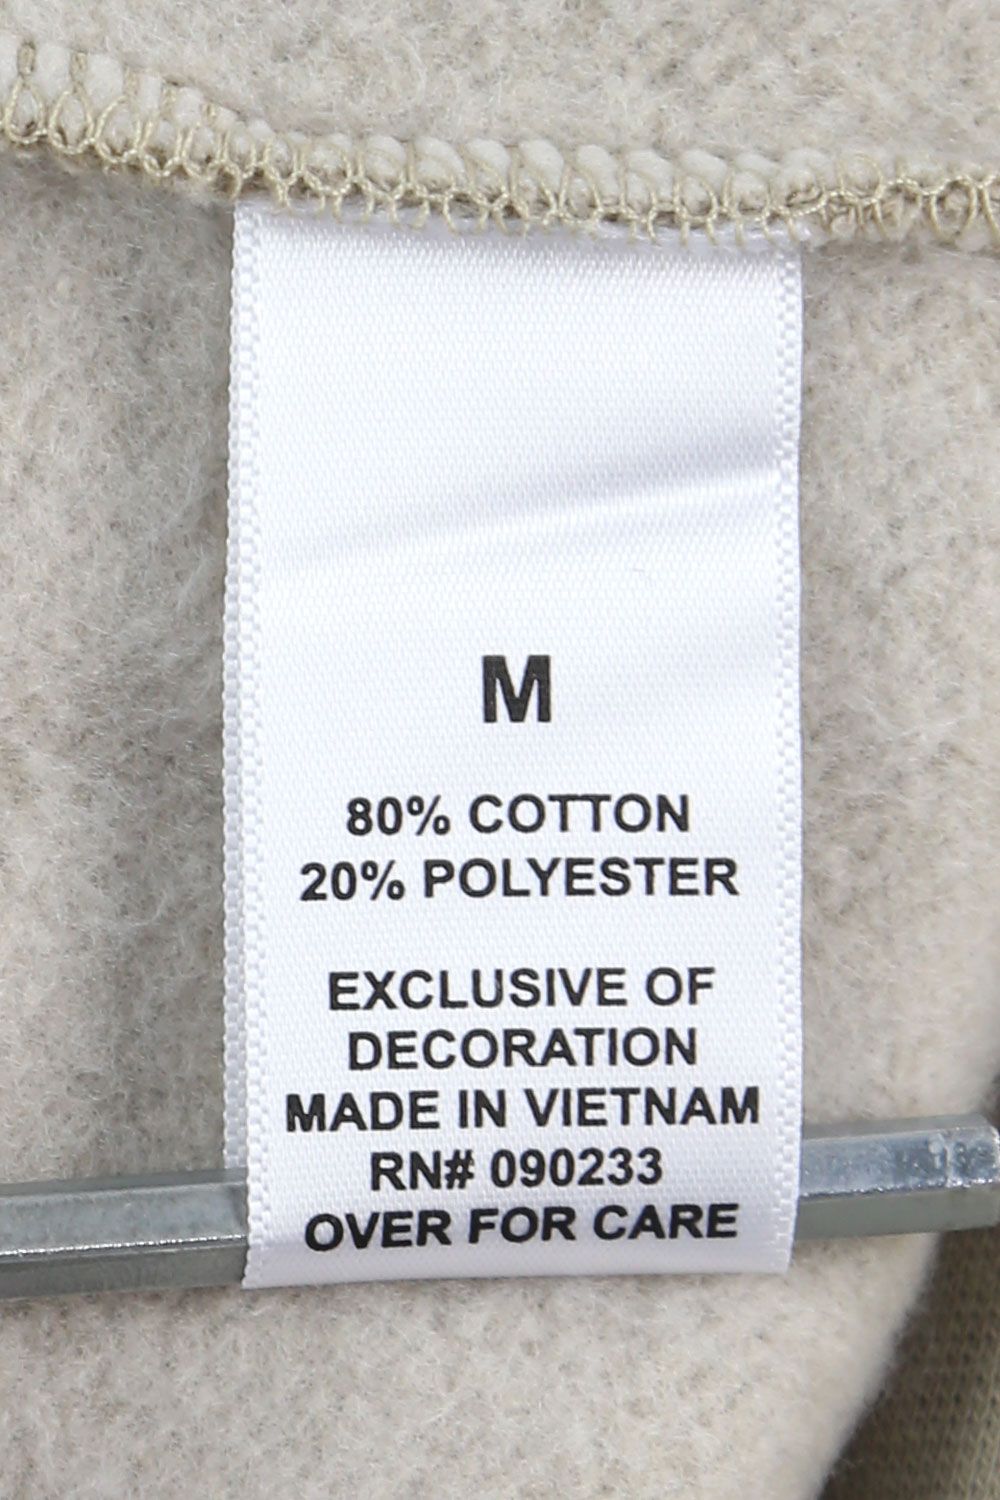 M
80% COTTON
20% POLYESTER
EXCLUSIVE OF
DECORATION
MADE IN VIETNAM
RN# 090233
OVER FOR CARE